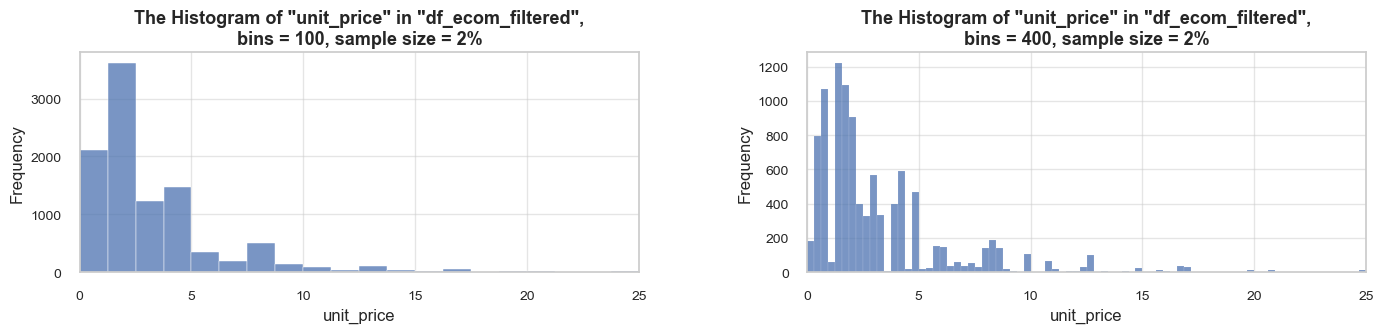 The Histogram of "unit_price" in "df_ecom_filtered",
bins = 100, sample size = 2%
Frequency
3000
2000
1000
0
0 5 10 15 20 25
unit_price
The Histogram of "unit_price" in "df_ecom_filtered",
bins = 400, sample size = 2%
Frequency
1200
1000
800
600
400
200
0
0 5 10 15 20 25
unit_price